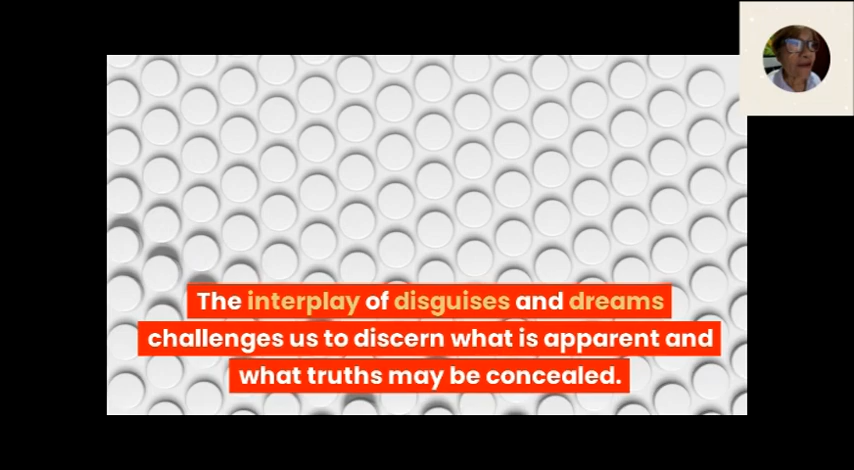 The interplay of disguises and dreams
challenges us to discern what is apparent and
what truths may be concealed.